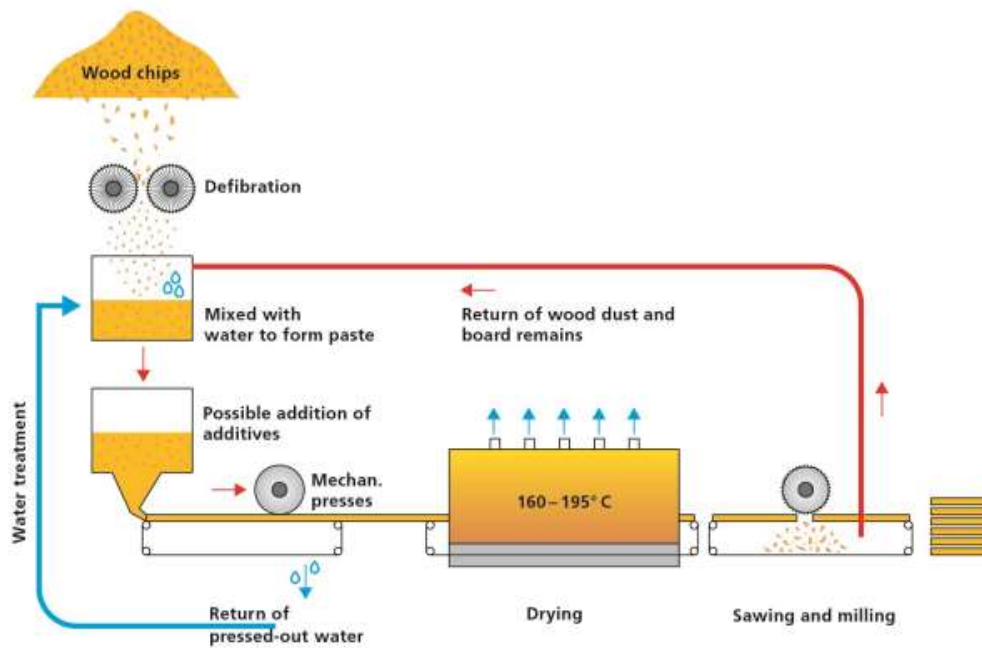 Wood chips
Defibration
Mixed with
water to form paste
Return of wood dust and
board remains
Possible addition of
additives
Mechan.
presses
160–195° C
Water treatment
Return of
pressed-out water
Drying
Sawing and milling